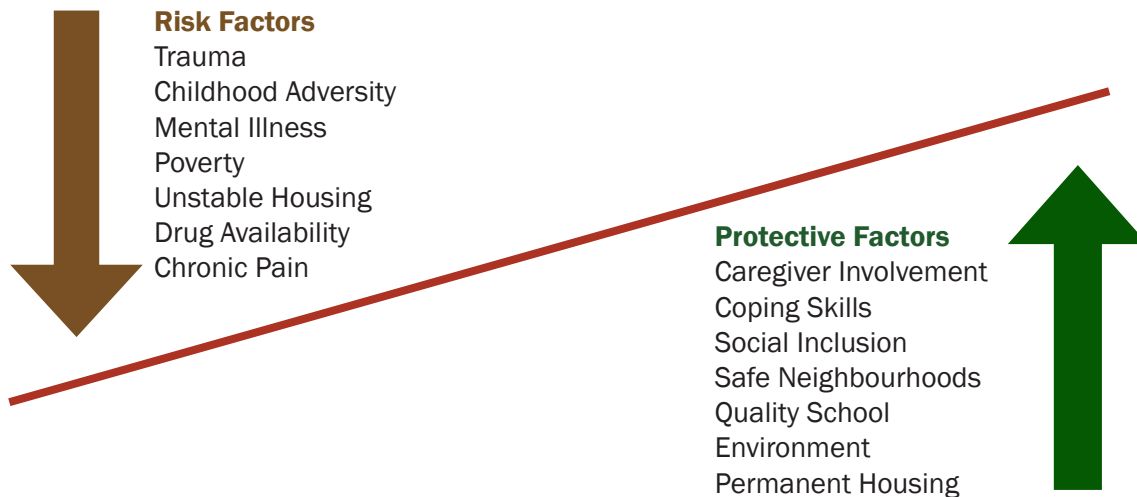 Risk Factors
Trauma
Childhood Adversity
Mental Illness
Poverty
Unstable Housing
Drug Availability
Chronic Pain
Protective Factors
Caregiver Involvement
Coping Skills
Social Inclusion
Safe Neighbourhoods
Quality School
Environment
Permanent Housing